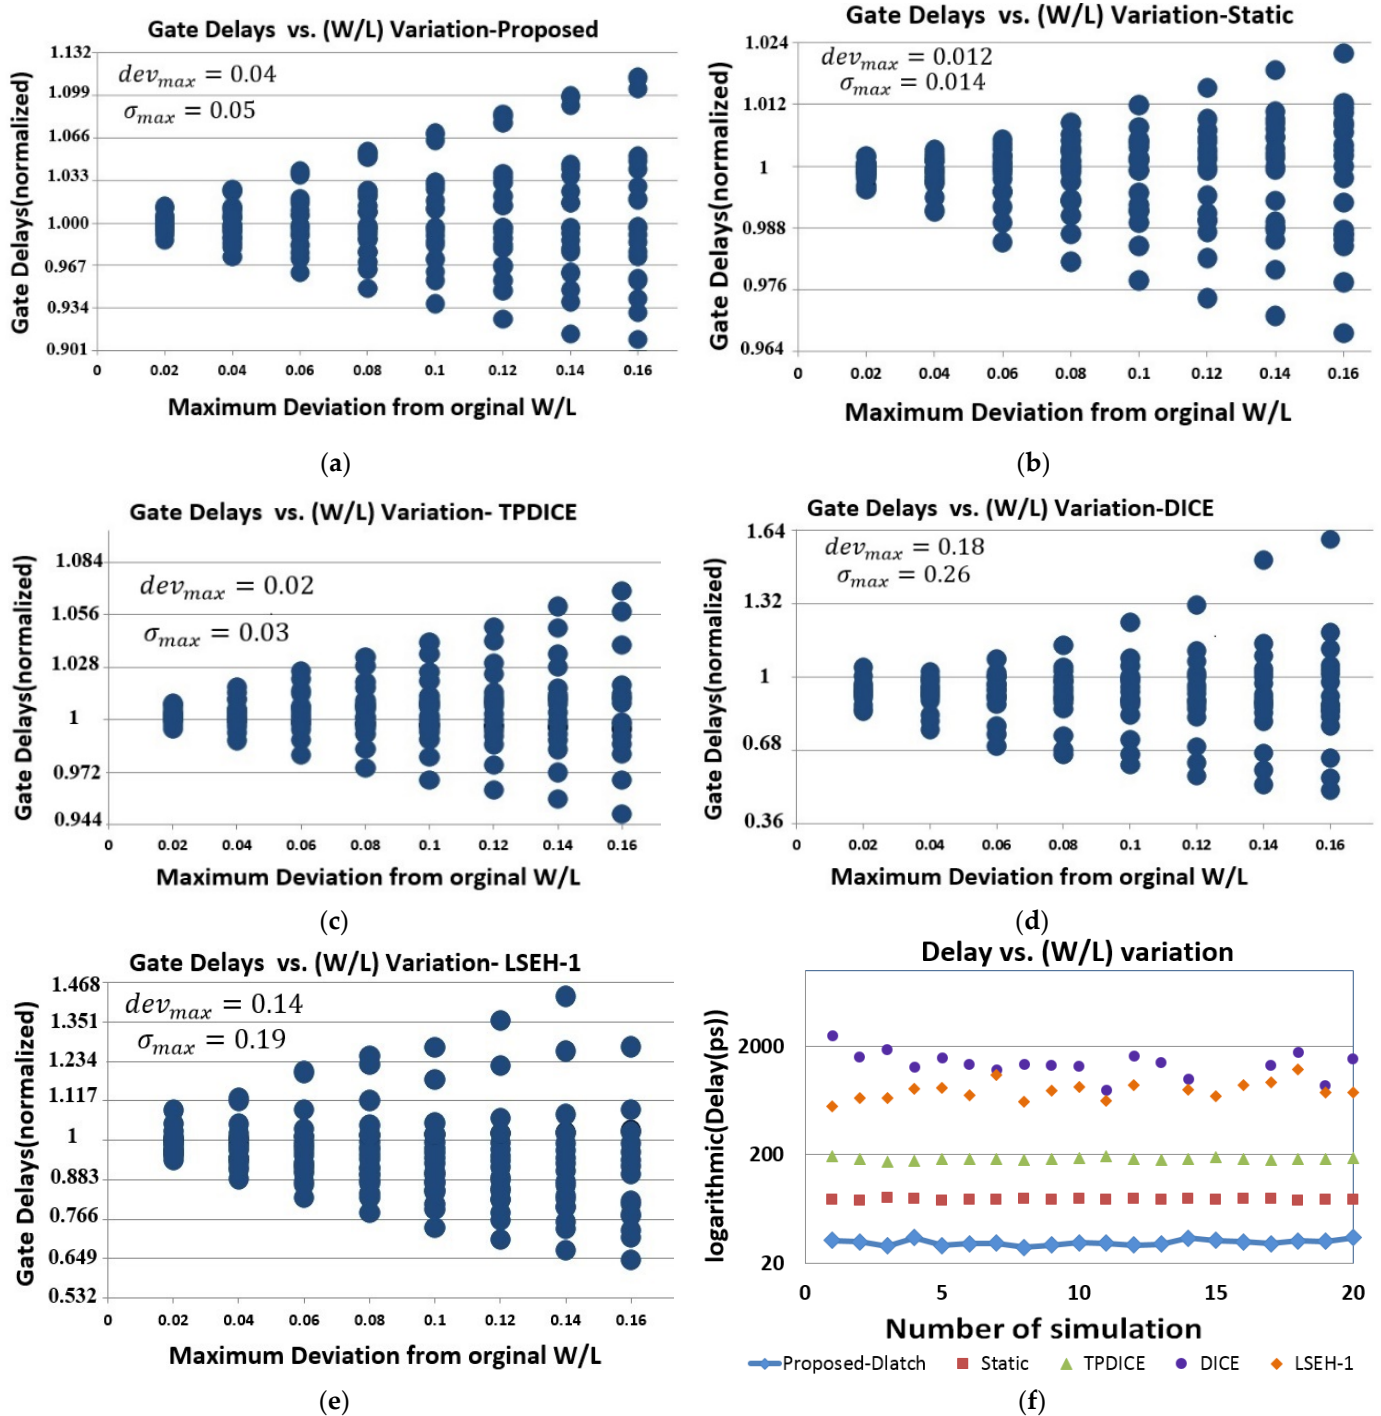 Gate Delays vs. (W/L) Variation-Proposed
dev_max = 0.04
σ_max = 0.05
Gate Delays(normalized)
1.132
1.099
1.066
1.033
1.000
0.967
0.934
0.901
0 0.02 0.04 0.06 0.08 0.1 0.12 0.14 0.16
Maximum Deviation from orginal W/L
(a)
Gate Delays vs. (W/L) Variation-Static
dev_max = 0.012
σ_max = 0.014
Gate Delays(normalized)
1.024
1.012
1
0.988
0.976
0.964
0 0.02 0.04 0.06 0.08 0.1 0.12 0.14 0.16
Maximum Deviation from orginal W/L
(b)
Gate Delays vs. (W/L) Variation- TPDICE
dev_max = 0.02
σ_max = 0.03
Gate Delays(normalized)
1.084
1.056
1.028
1
0.972
0.944
0 0.02 0.04 0.06 0.08 0.1 0.12 0.14 0.16
Maximum Deviation from orginal W/L
(c)
Gate Delays vs. (W/L) Variation-DICE
dev_max = 0.18
σ_max = 0.26
Gate Delays(normalized)
1.64
1.32
1
0.68
0.36
0 0.02 0.04 0.06 0.08 0.1 0.12 0.14 0.16
Maximum Deviation from orginal W/L
(d)
Gate Delays vs. (W/L) Variation- LSEH-1
dev_max = 0.14
σ_max = 0.19
Gate Delays(normalized)
1.468
1.351
1.234
1.117
1
0.883
0.766
0.649
0.532
0 0.02 0.04 0.06 0.08 0.1 0.12 0.14 0.16
Maximum Deviation from orginal W/L
(e)
Delay vs. (W/L) variation
logarithmic(Delay(ps))
2000
200
20
0 5 10 15 20
Number of simulation
Proposed-Dlatch Static TPDICE DICE LSEH-1
(f)